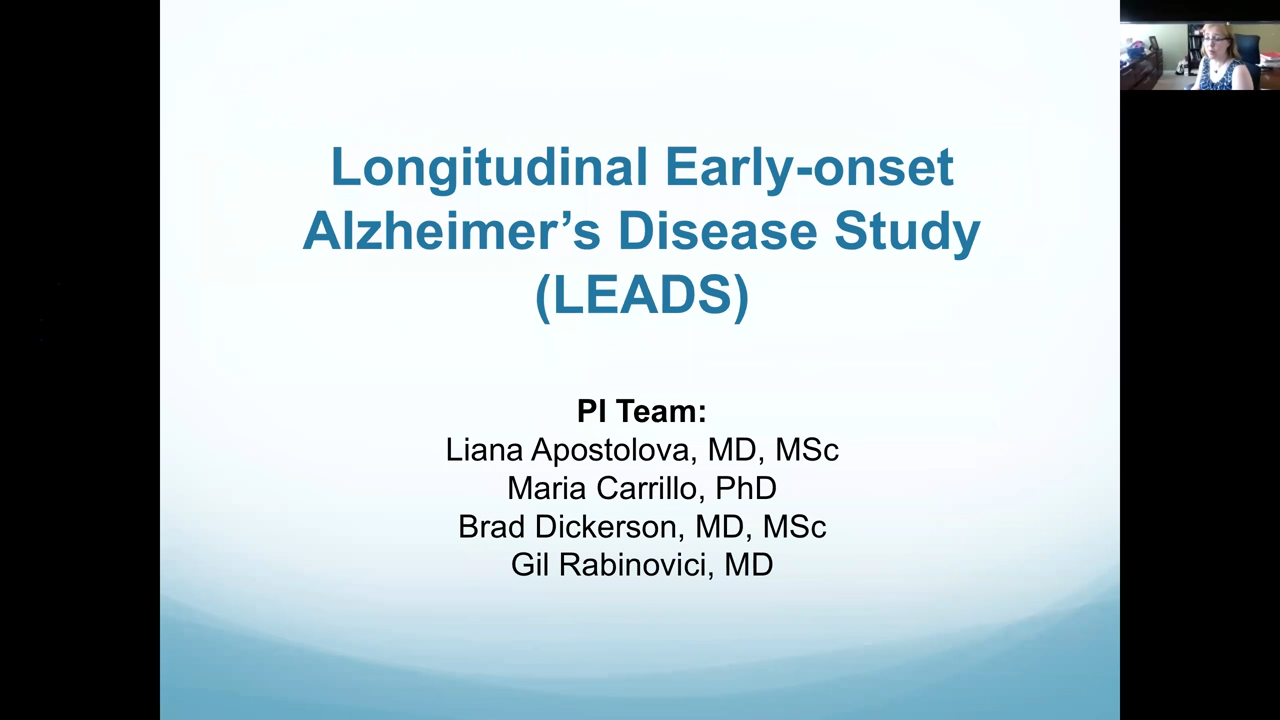 Longitudinal Early-onset
Alzheimer’s Disease Study
(LEADS)
PI Team:
Liana Apostolova, MD, MSc
Maria Carrillo, PhD
Brad Dickerson, MD, MSc
Gil Rabinovici, MD